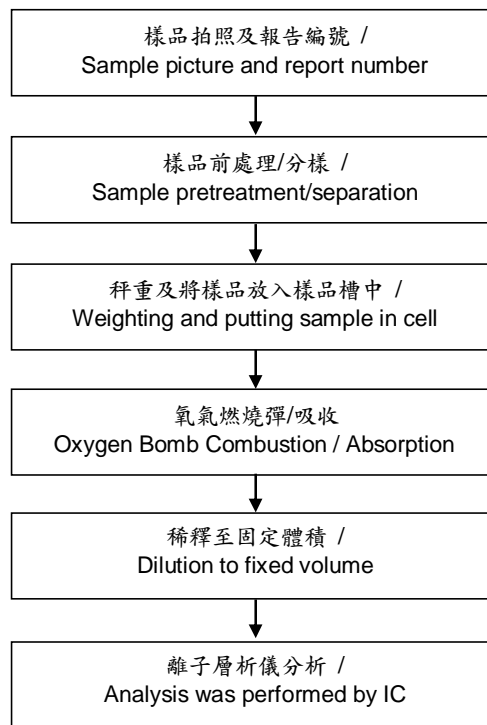 樣品拍照及報告編號 /
Sample picture and report number
樣品前處理/分樣 /
Sample pretreatment/separation
秤重及將樣品放入樣品槽中 /
Weighting and putting sample in cell
氧氣燃燒彈/吸收
Oxygen Bomb Combustion / Absorption
稀釋至固定體積 /
Dilution to fixed volume
離子層析儀分析 /
Analysis was performed by IC